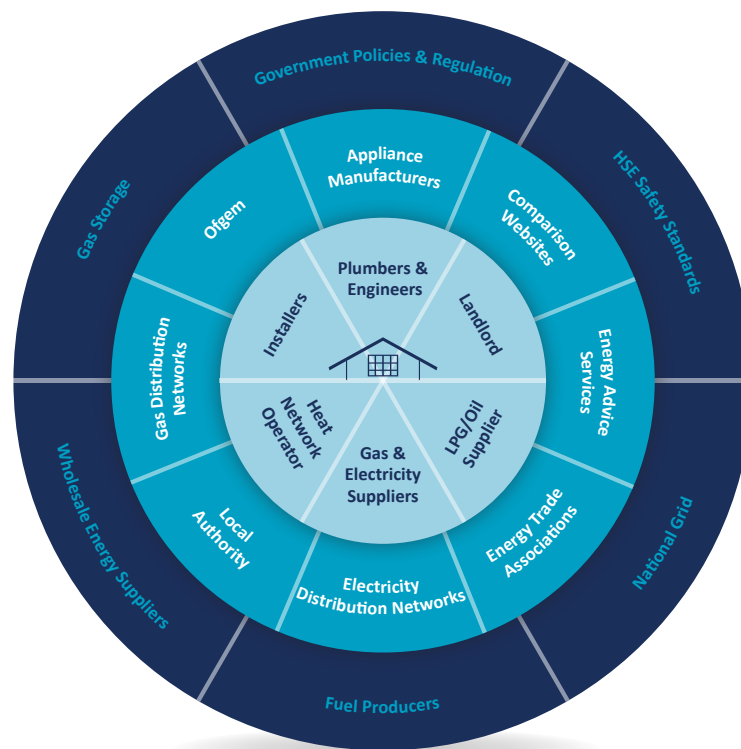 Government Policies & Regulation
HSE Safety Standards
National Grid
Fuel Producers
Wholesale Energy Suppliers
Gas Storage
Appliance
Manufacturers
Comparison
Websites
Energy Advice
Services
Energy Trade
Associations
Electricity
Distribution Networks
Local
Authority
Gas Distribution
Networks
Ofgem
Plumbers &
Engineers
Landlord
LPG/Oil
Supplier
Gas &
Electricity
Suppliers
Heat
Network
Operator
Installers